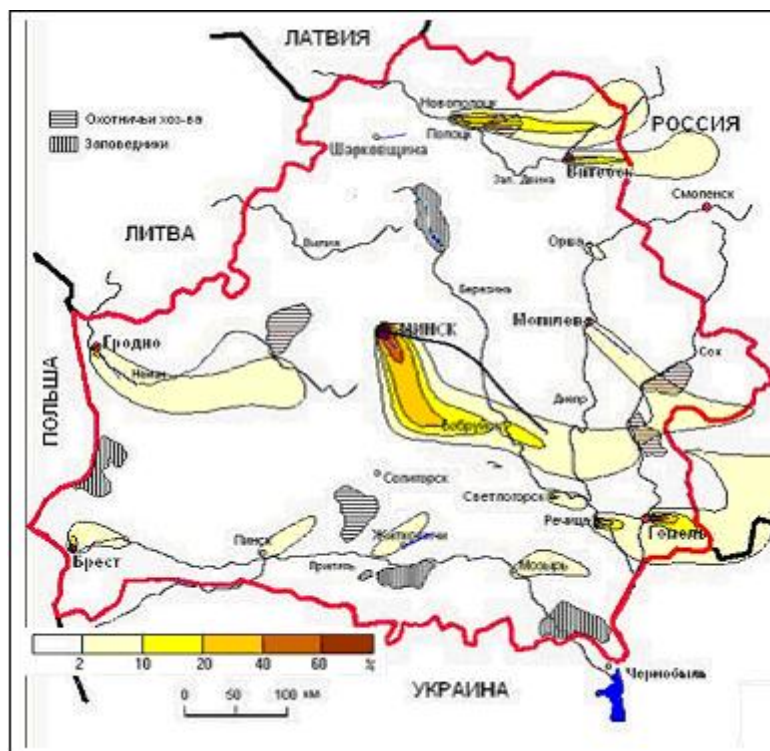 ЛАТВИЯ
Охотничьи хоз-ва
Заповедники
Новополоцк
Полоцк
РОССИЯ
Шарковщина
Витебск
Зап. Двина
Смоленск
ЛИТВА
Вилия
Орша
Березина
Гродно
МИНСК
Могилев
Сож
Неман
ПОЛЬША
Днепр
Бобруйск
Солигорск
Светлогорск
Речица
Гомель
Пинск
Житковичи
Брест
Припять
Мозырь
2 10 20 40 60 %
Чернобыль
0 50 100 км
УКРАИНА